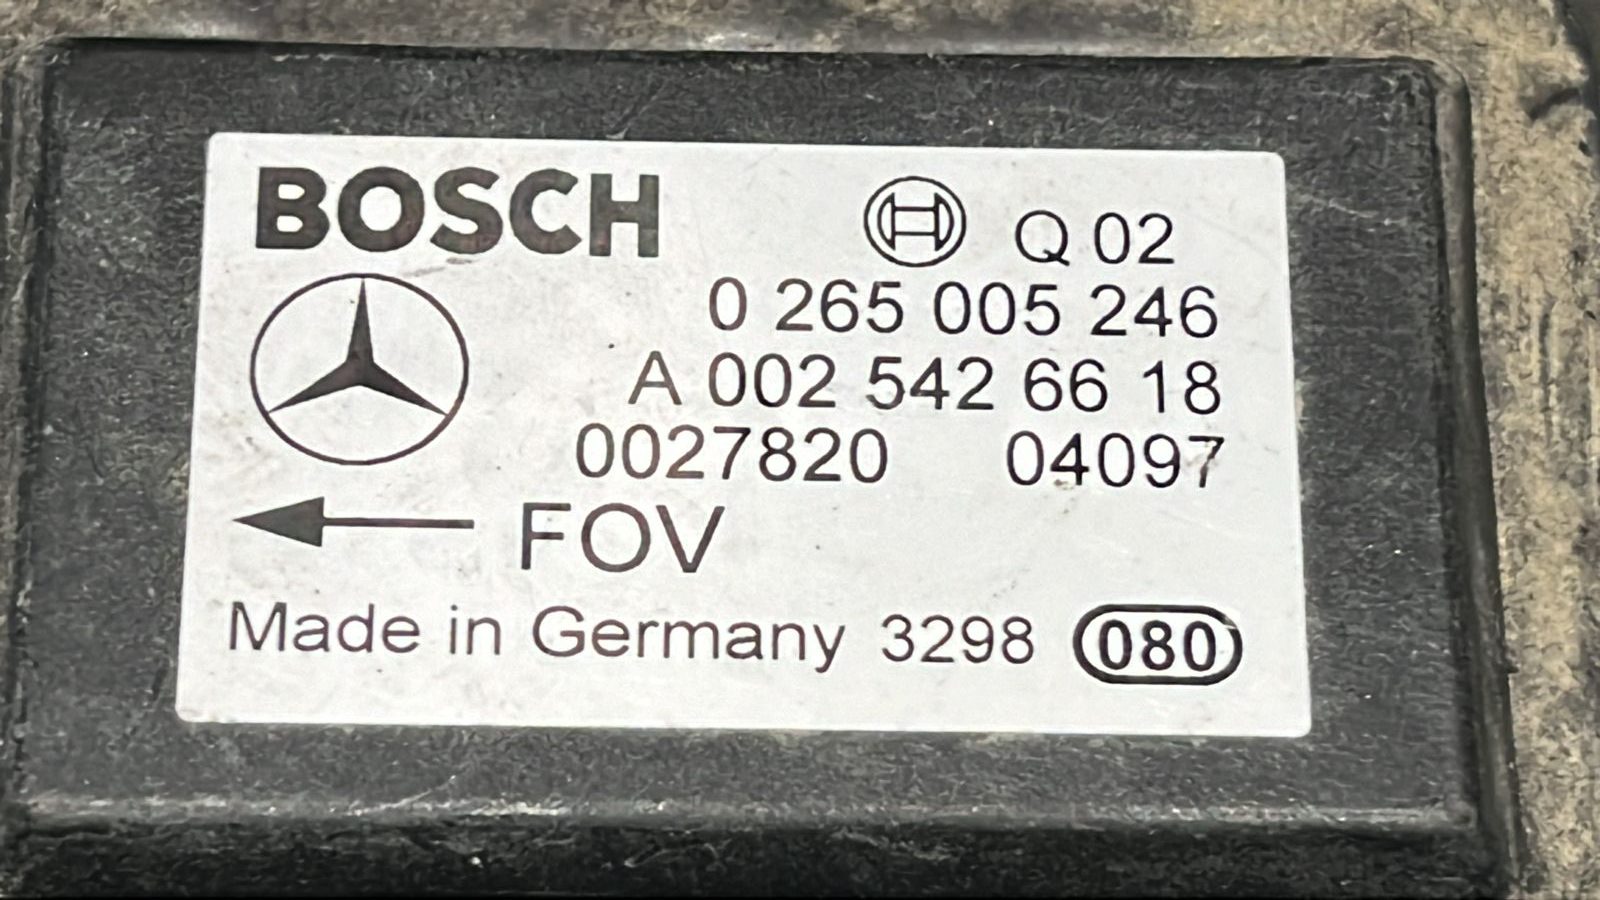 BOSCH
Q 02
0 265 005 246
A 002 542 66 18
0027820 04097
FOV
Made in Germany 3298 080